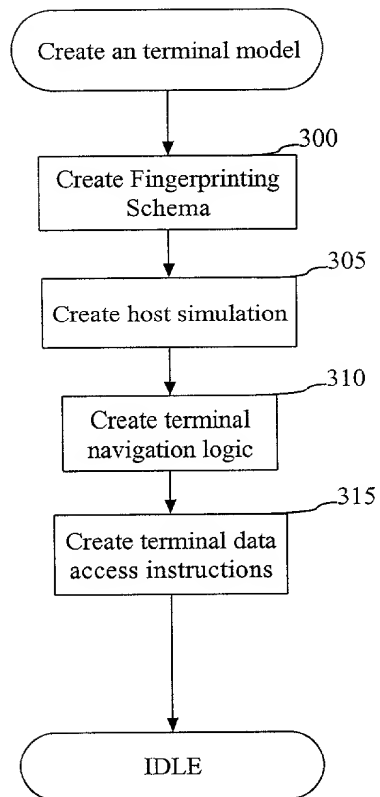 Create an terminal model
300
Create Fingerprinting
Schema
305
Create host simulation
310
Create terminal
navigation logic
315
Create terminal data
access instructions
IDLE